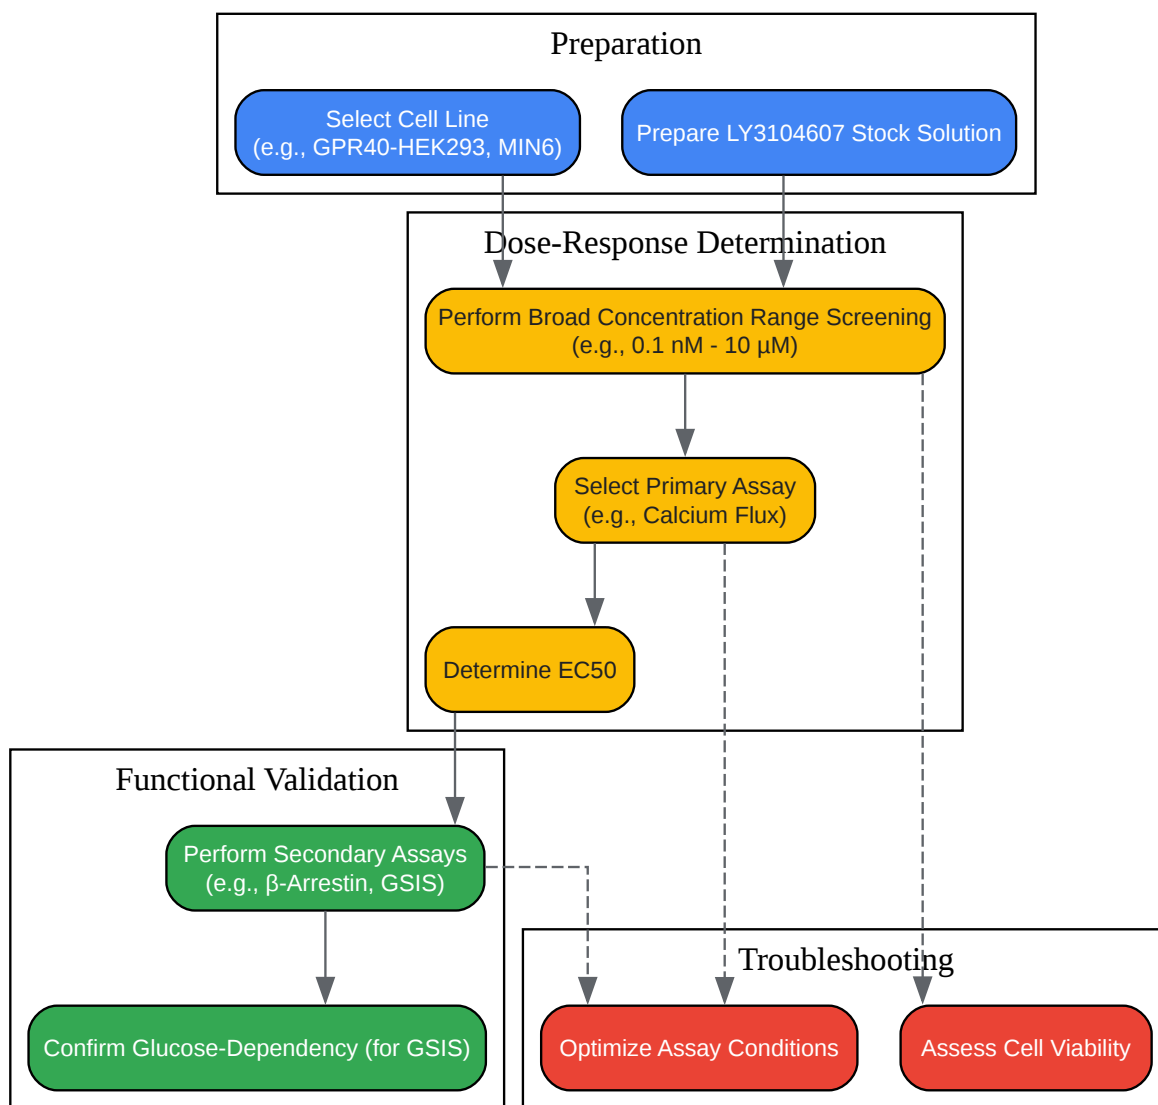 Preparation
Select Cell Line
(e.g., GPR40-HEK293, MIN6)
Prepare LY3104607 Stock Solution
Dose-Response Determination
Perform Broad Concentration Range Screening
(e.g., 0.1 nM - 10 µM)
Select Primary Assay
(e.g., Calcium Flux)
Determine EC50
Functional Validation
Perform Secondary Assays
(e.g., β-Arrestin, GSIS)
Confirm Glucose-Dependency (for GSIS)
Troubleshooting
Optimize Assay Conditions
Assess Cell Viability